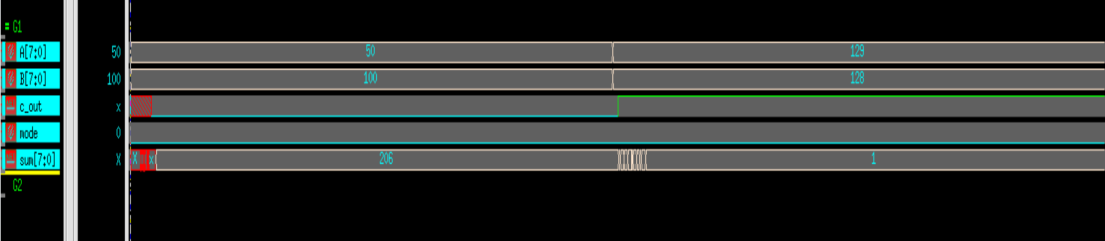 = G1
A[7:0] 50 50 129
B[7:0] 100 100 128
c_out x
mode 0
sum[7:0] X X x 206 1
G2